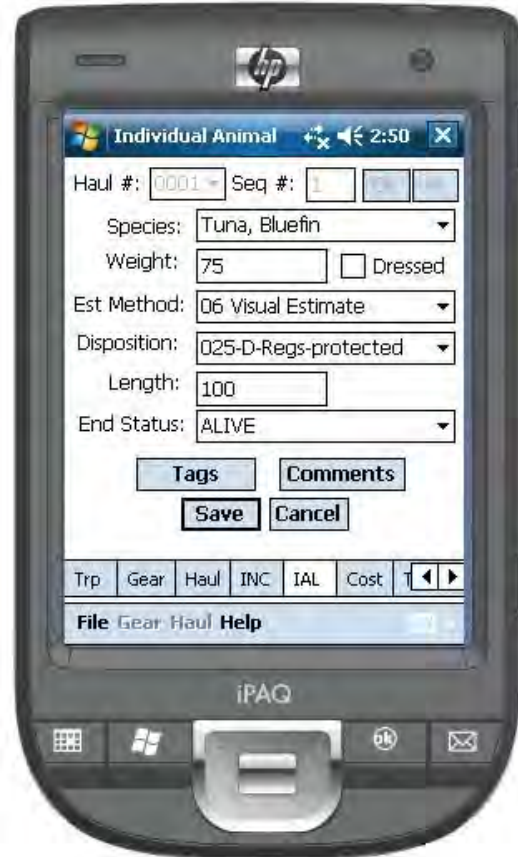 hp
Individual Animal 2:50
Haul #: 0001 Seq #: 1
Species: Tuna, Bluefin
Weight: 75 Dressed
Est Method: 06 Visual Estimate
Disposition: 025-D-Regs-protected
Length: 100
End Status: ALIVE
Tags Comments
Save Cancel
Trp Gear Haul INC IAL Cost T
File Gear Haul Help
iPAQ
ok